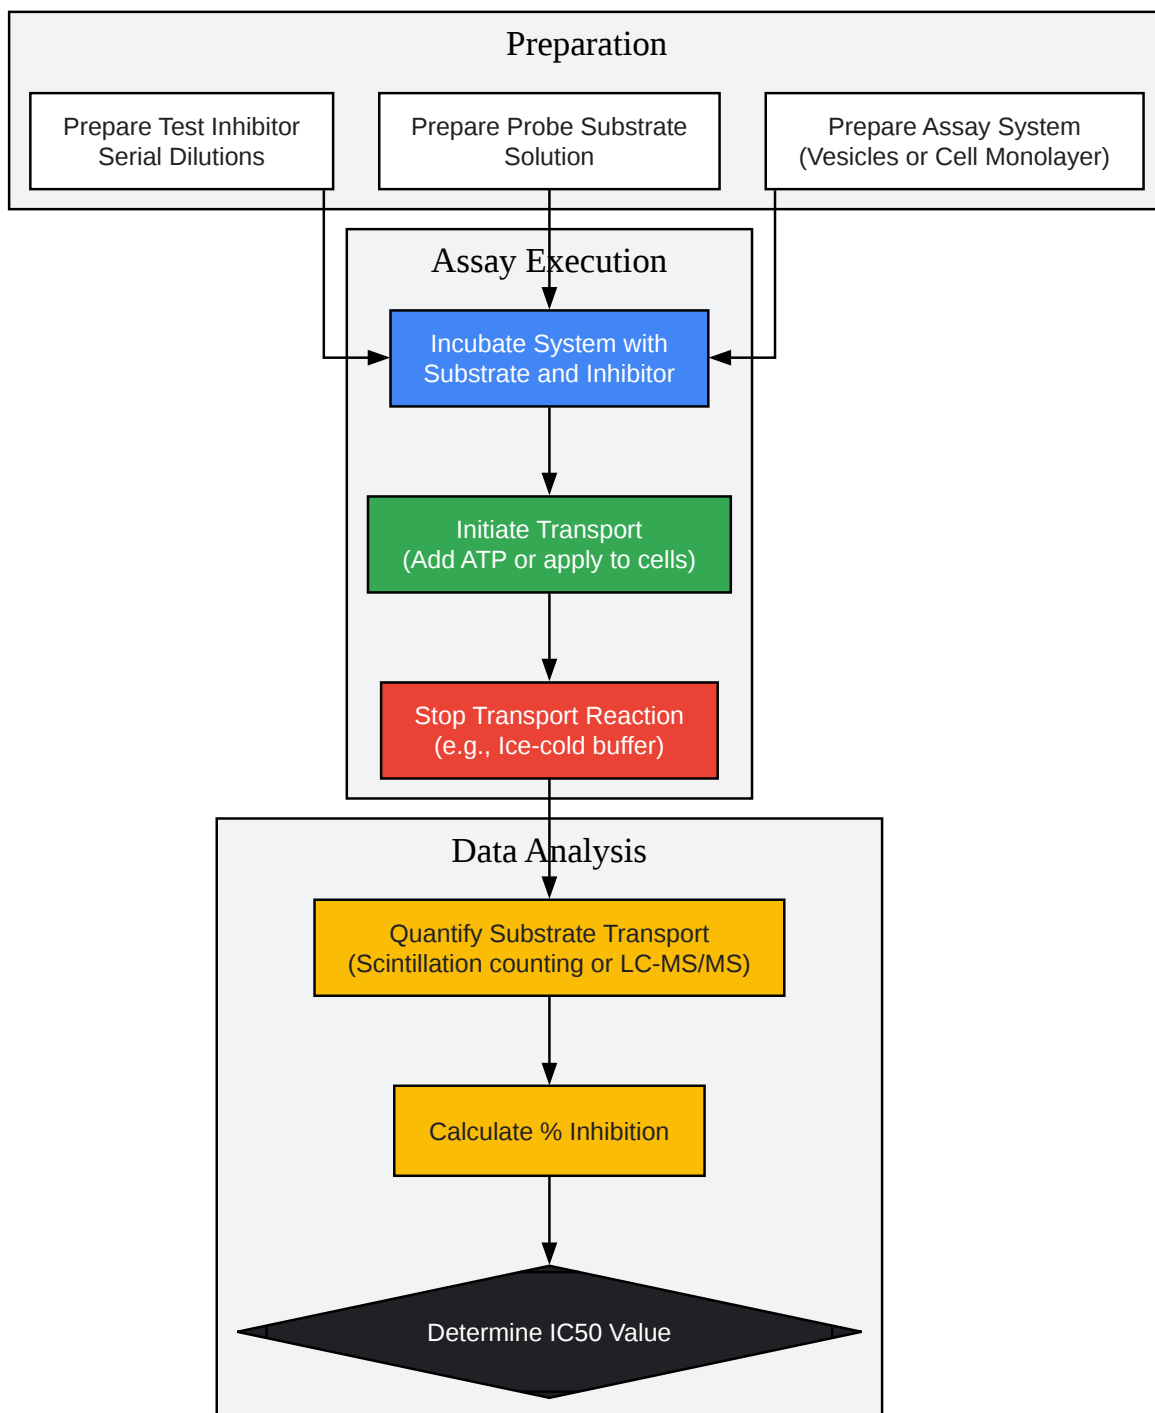 Preparation
Prepare Test Inhibitor
Serial Dilutions
Prepare Probe Substrate
Solution
Prepare Assay System
(Vesicles or Cell Monolayer)
Assay Execution
Incubate System with
Substrate and Inhibitor
Initiate Transport
(Add ATP or apply to cells)
Stop Transport Reaction
(e.g., Ice-cold buffer)
Data Analysis
Quantify Substrate Transport
(Scintillation counting or LC-MS/MS)
Calculate % Inhibition
Determine IC50 Value